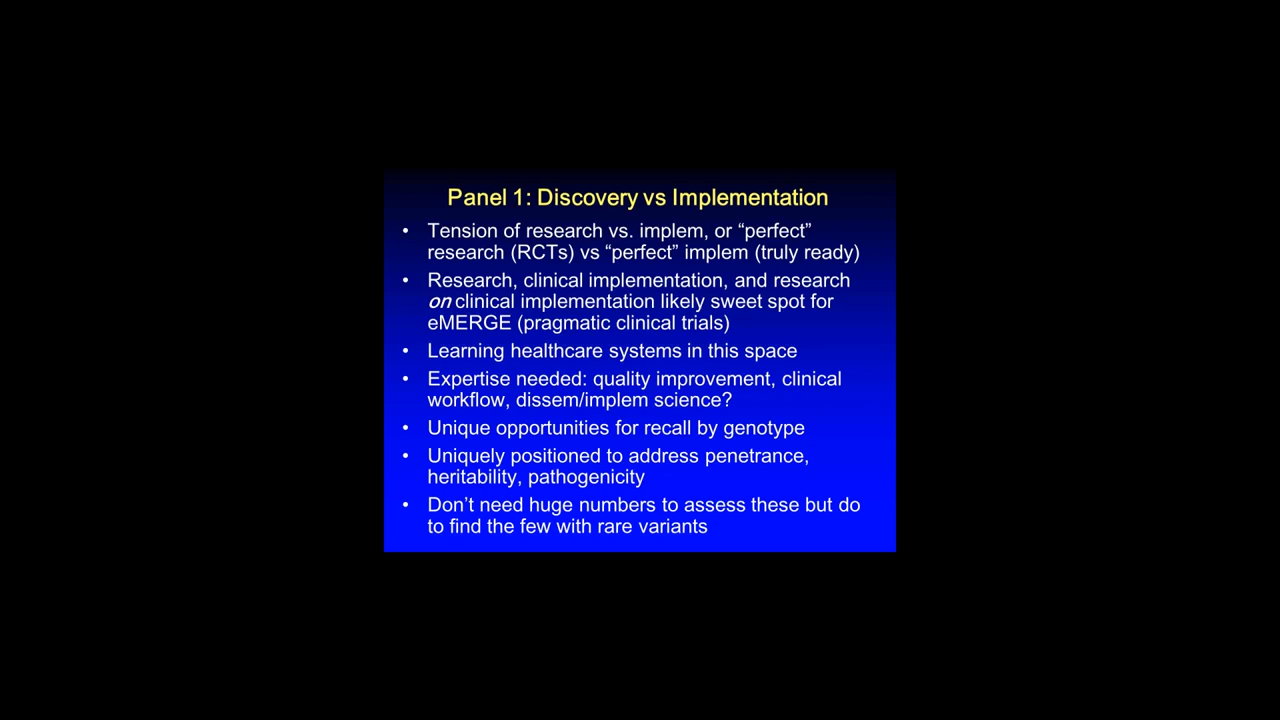 Panel 1: Discovery vs Implementation
• Tension of research vs. implem, or “perfect”
research (RCTs) vs “perfect” implem (truly ready)
• Research, clinical implementation, and research
on clinical implementation likely sweet spot for
eMERGE (pragmatic clinical trials)
• Learning healthcare systems in this space
• Expertise needed: quality improvement, clinical
workflow, dissem/implem science?
• Unique opportunities for recall by genotype
• Uniquely positioned to address penetrance,
heritability, pathogenicity
• Don’t need huge numbers to assess these but do
to find the few with rare variants